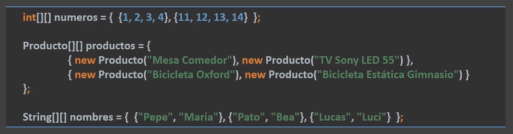 int[][] numeros = { {1, 2, 3, 4}, {11, 12, 13, 14} };
Producto[][] productos = {
{ new Producto("Mesa Comedor"), new Producto("TV Sony LED 55") },
{ new Producto("Bicicleta Oxford"), new Producto("Bicicleta Estática Gimnasio") }
};
String[][] nombres = { {"Pepe", "Maria"}, {"Pato", "Bea"}, {"Lucas", "Luci"} };